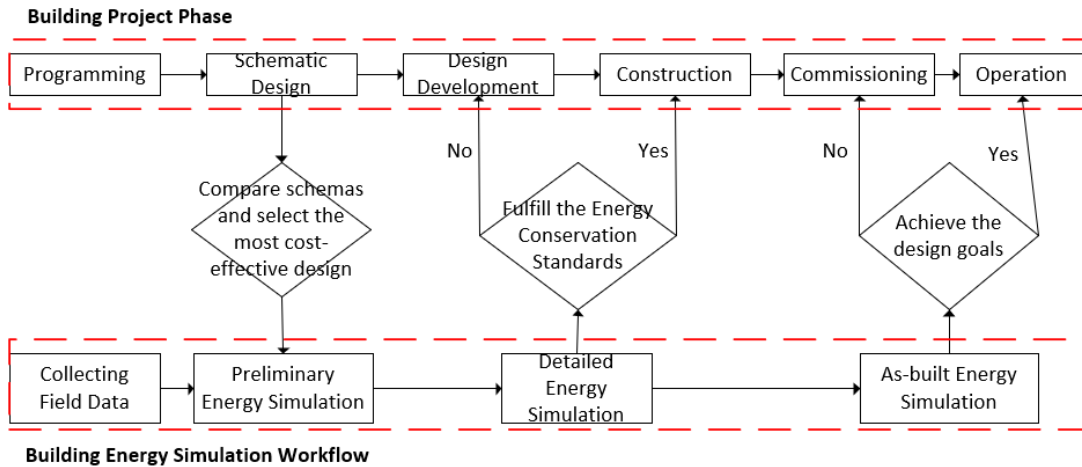 Building Project Phase
Programming
Schematic
Design
Design
Development
Construction
Commissioning
Operation
No
Yes
No
Yes
Compare schemas
and select the
most cost-
effective design
Fulfill the Energy
Conservation
Standards
Achieve the
design goals
Collecting
Field Data
Preliminary
Energy Simulation
Detailed
Energy
Simulation
As-built Energy
Simulation
Building Energy Simulation Workflow